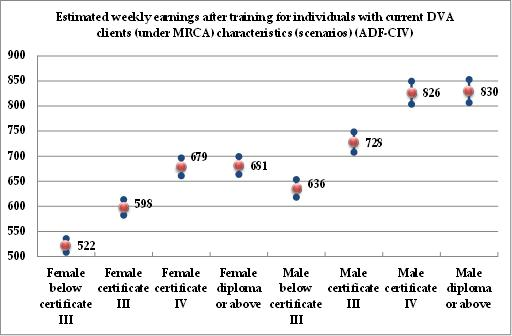 Estimated weekly earnings after training for individuals with current DVA
clients (under MRCA) characteristics (scenarios) (ADF-CIV)
900
850
800
750
700
650
600
550
500
522
598
679
681
636
728
826
830
Female
below
certificate
III
Female
certificate
III
Female
certificate
IV
Female
diploma
or above
Male
below
certificate
III
Male
certificate
III
Male
certificate
IV
Male
diploma
or above